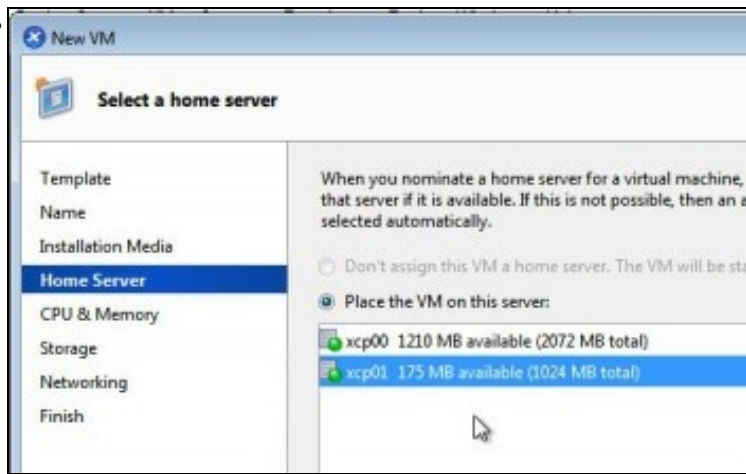 New VM
Select a home server
Template
Name
Installation Media
Home Server
CPU & Memory
Storage
Networking
Finish
When you nominate a home server for a virtual machine,
that server if it is available. If this is not possible, then an a
selected automatically.
Don't assign this VM a home server. The VM will be sta
Place the VM on this server:
xcp00 1210 MB available (2072 MB total)
xcp01 175 MB available (1024 MB total)